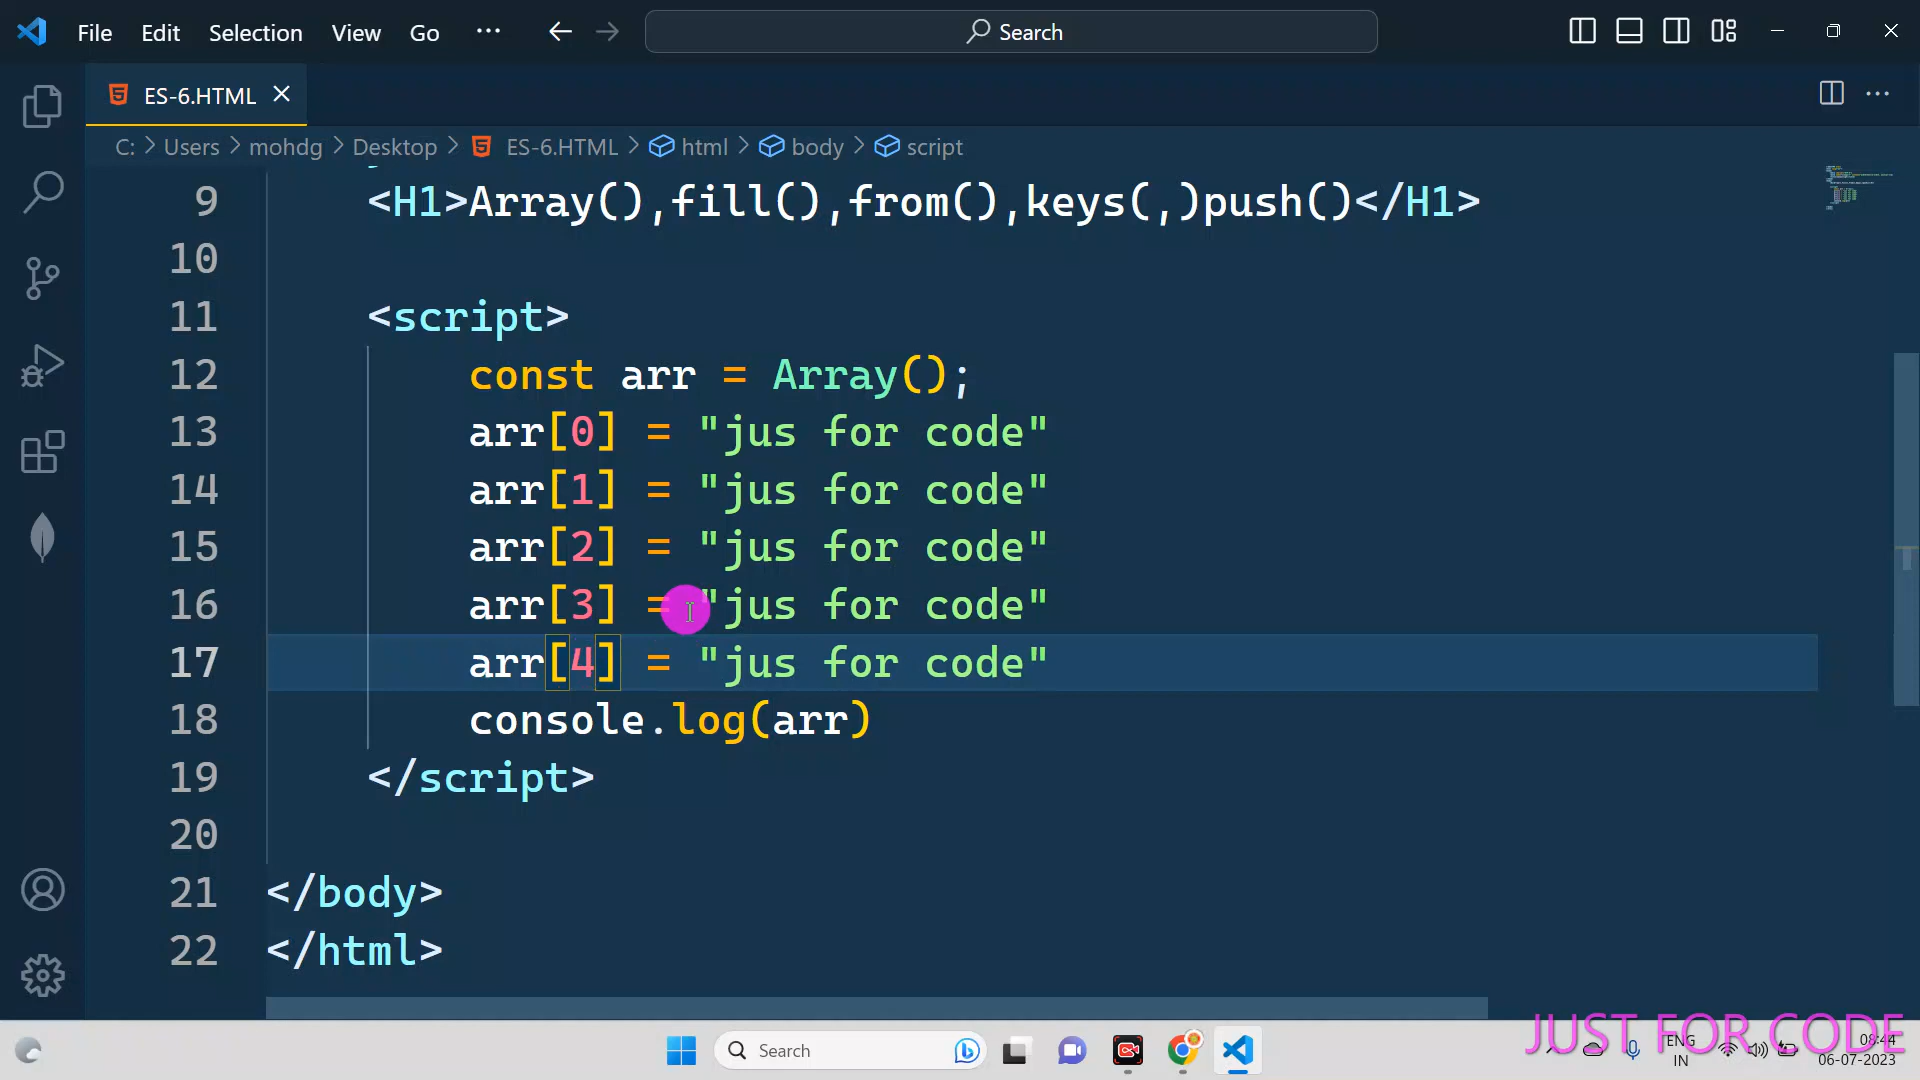 File Edit Selection View Go ··· Search
ES-6.HTML
C: > Users > mohdg > Desktop > ES-6.HTML > html > body > script
9 <H1>Array(),fill(),from(),keys(,)push()</H1>
10
11 <script>
12 const arr = Array();
13 arr[0] = "jus for code"
14 arr[1] = "jus for code"
15 arr[2] = "jus for code"
16 arr[3] = "jus for code"
17 arr[4] = "jus for code"
18 console.log(arr)
19 </script>
20
21 </body>
22 </html>
JUST FOR CODE
Search
ENG
IN
08:44
06-07-2023